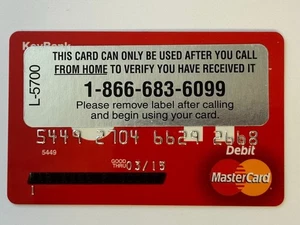 KeyBank
THIS CARD CAN ONLY BE USED AFTER YOU CALL
FROM HOME TO VERIFY YOU HAVE RECEIVED IT
1-866-683-6099
Please remove label after calling
and begin using your card.
L-5700
5449
5449
Debit
GOOD
THRU 03/15
MasterCard